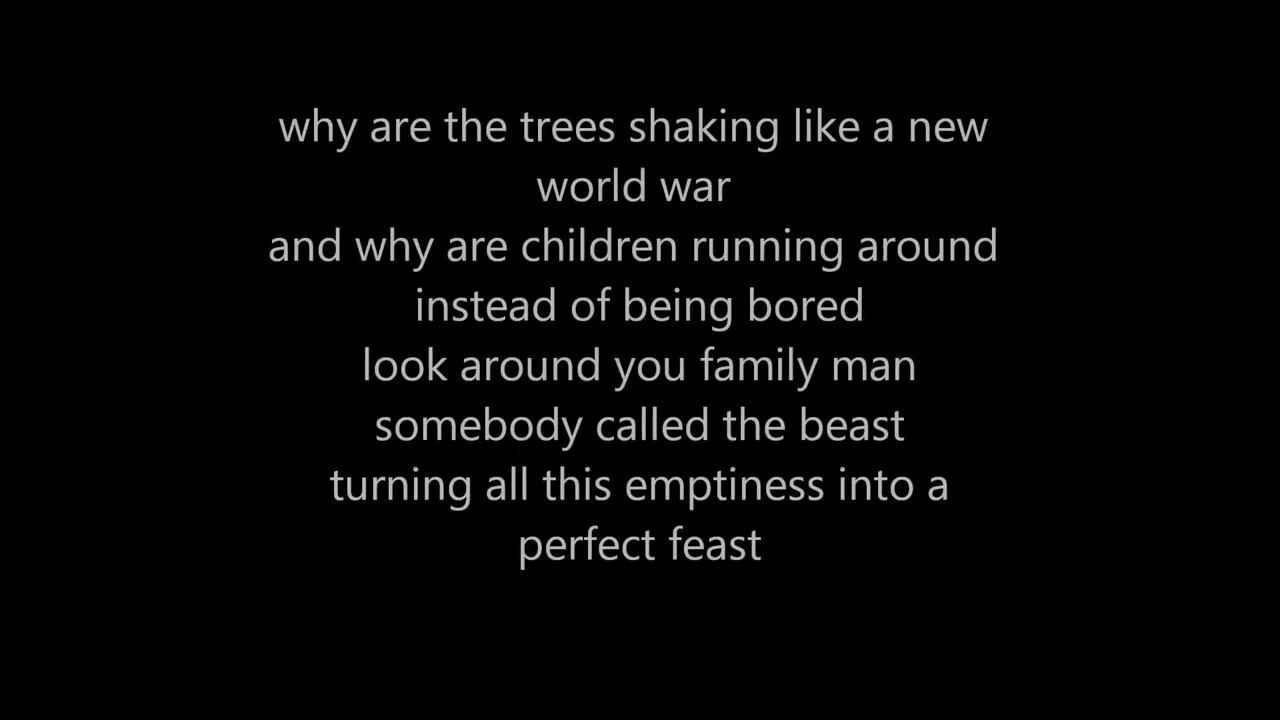 why are the trees shaking like a new
world war
and why are children running around
instead of being bored
look around you family man
somebody called the beast
turning all this emptiness into a
perfect feast